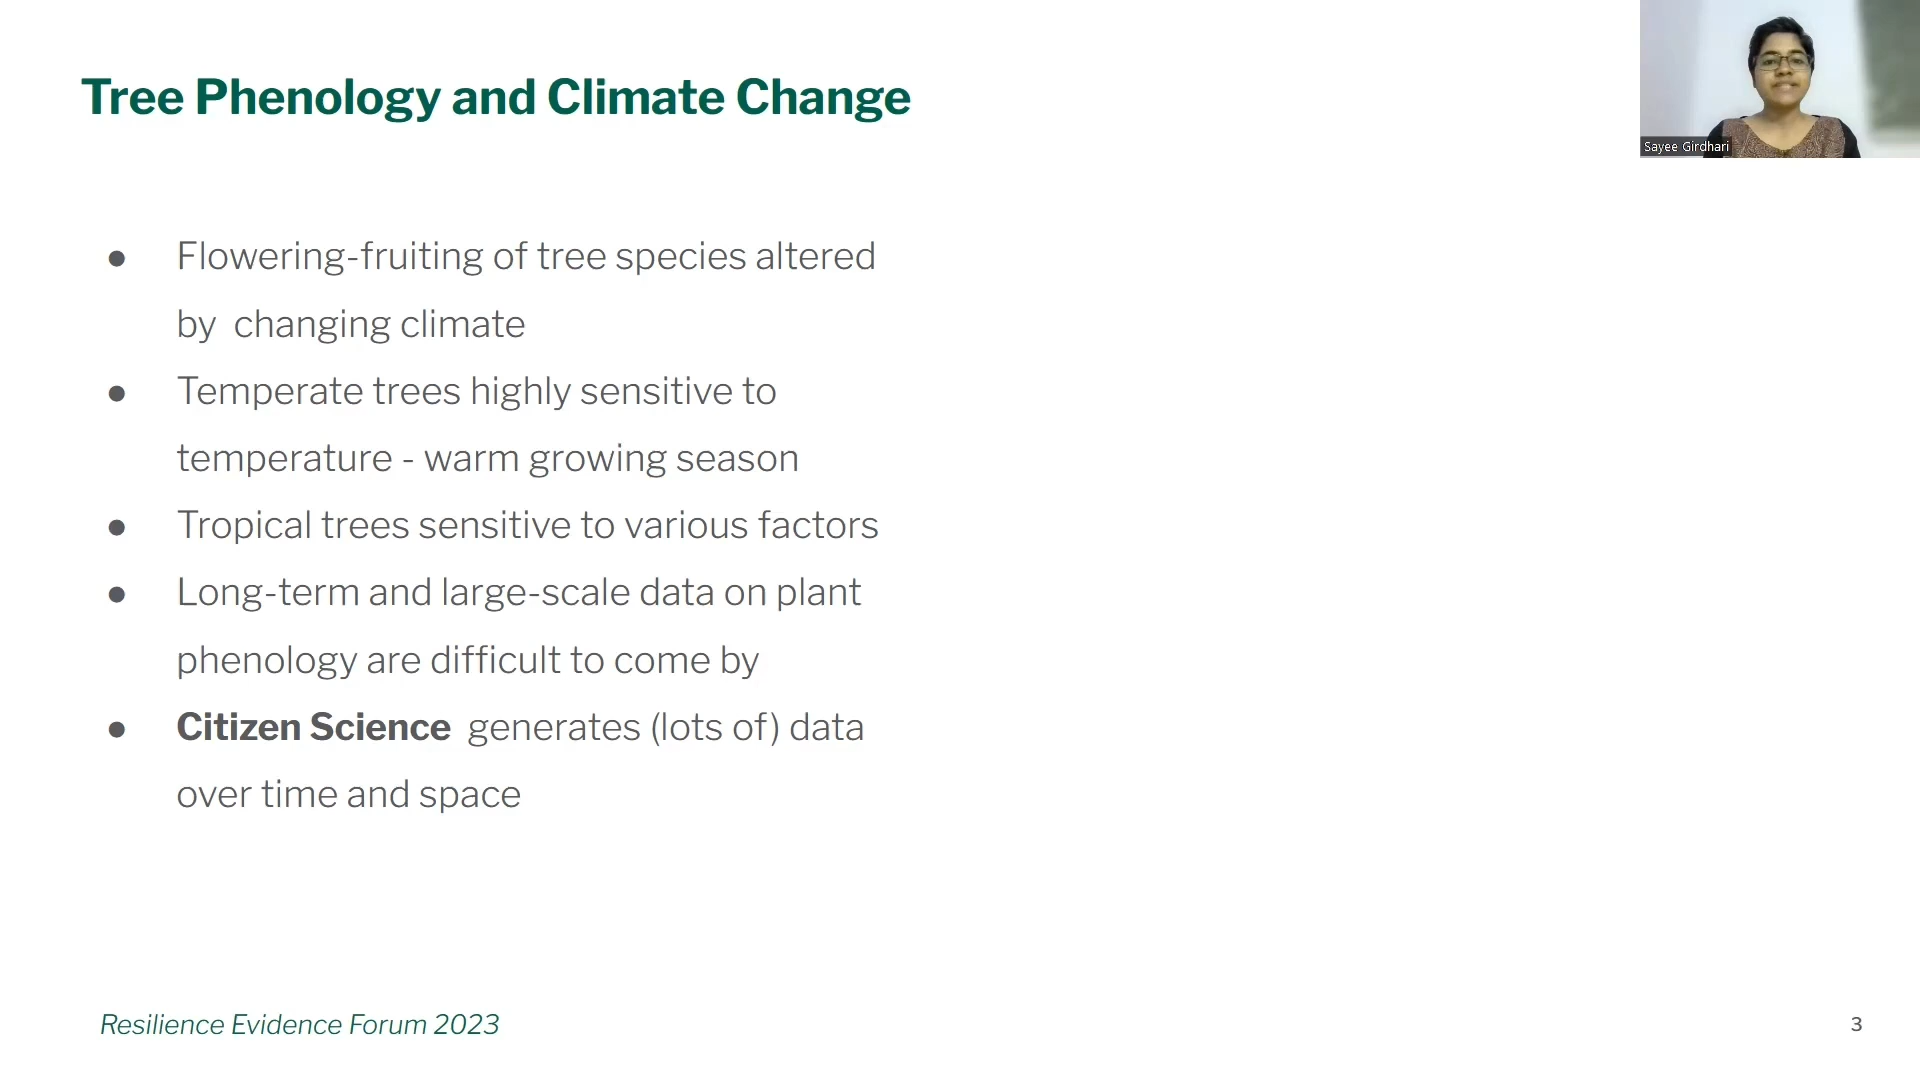 Tree Phenology and Climate Change
Sayee Girdhari
● Flowering-fruiting of tree species altered
by changing climate
● Temperate trees highly sensitive to
temperature - warm growing season
● Tropical trees sensitive to various factors
● Long-term and large-scale data on plant
phenology are difficult to come by
● Citizen Science generates (lots of) data
over time and space
Resilience Evidence Forum 2023
3